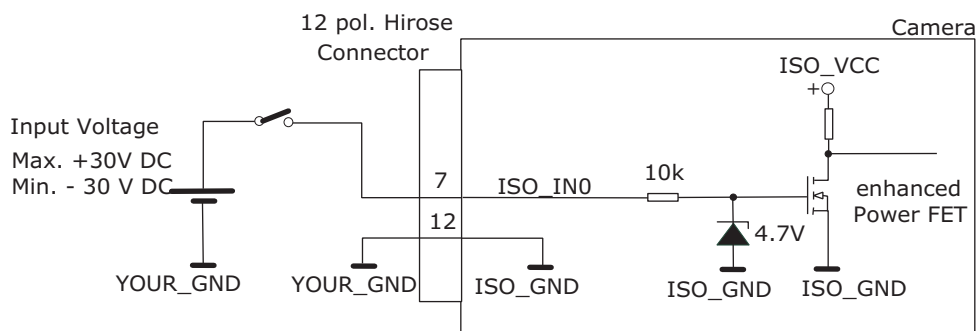 12 pol. Hirose
Connector
Camera
ISO_VCC
+
Input Voltage
Max. +30V DC
Min. - 30 V DC
7
ISO_IN0
10k
enhanced
Power FET
12
4.7V
YOUR_GND
YOUR_GND
ISO_GND
ISO_GND
ISO_GND